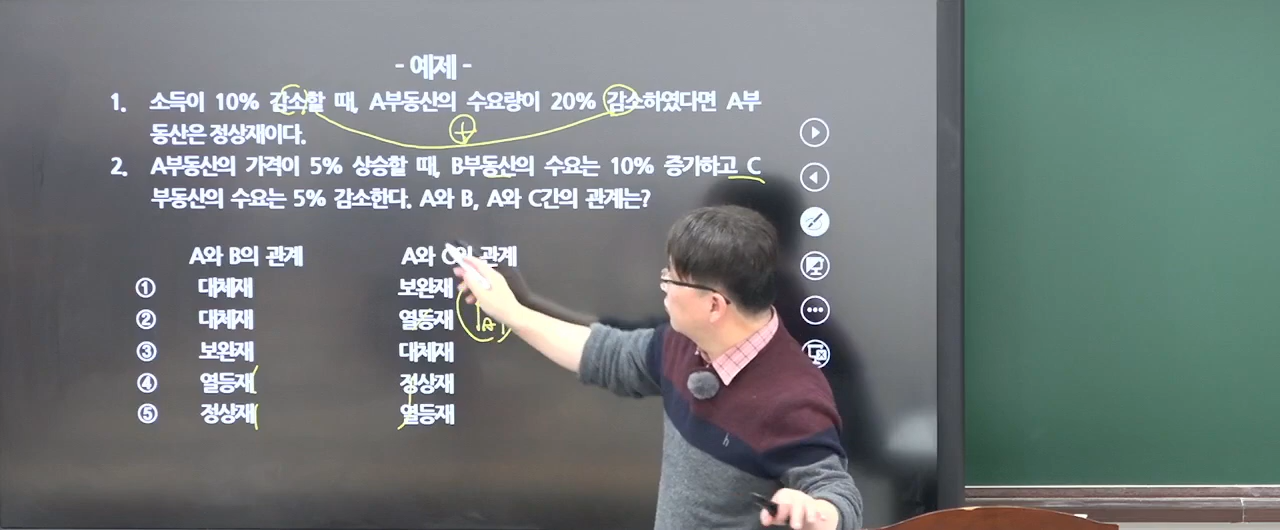 - 예제 -
1. 소득이 10% 감소할 때, A부동산의 수요량이 20% 감소하였다면 A부
동산은 정상재이다.
2. A부동산의 가격이 5% 상승할 때, B부동산의 수요는 10% 증가하고 C
부동산의 수요는 5% 감소한다. A와 B, A와 C간의 관계는?
A와 B의 관계 A와 C의 관계
① 대체재 보완재
② 대체재 열등재
③ 보완재 대체재
④ 열등재 정상재
⑤ 정상재 열등재